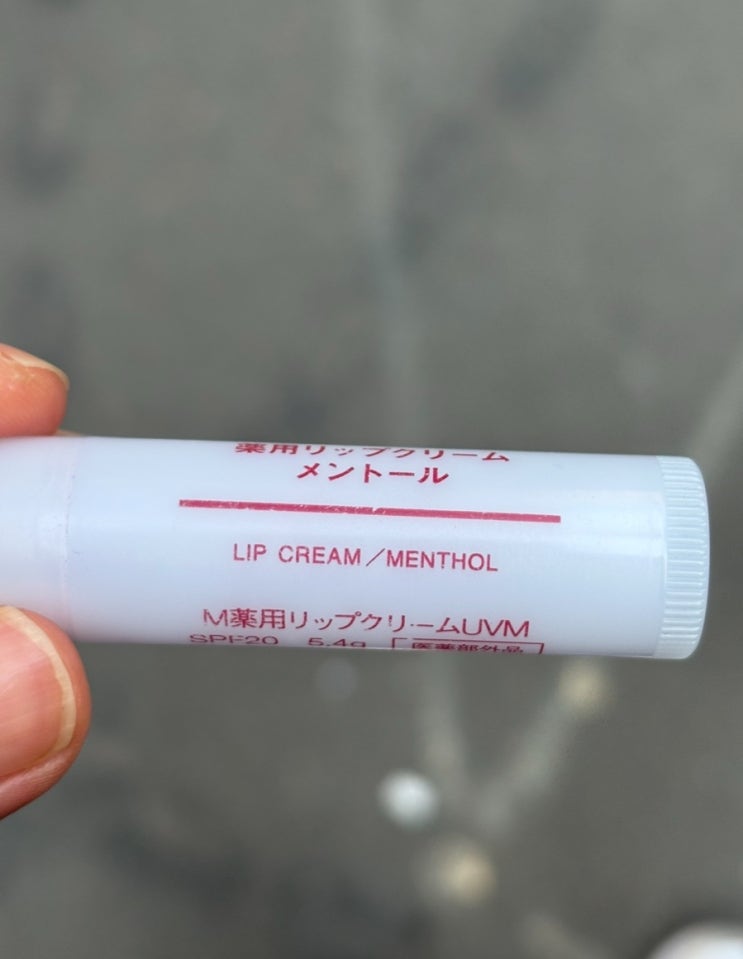 薬用リップクリーム
メントール
LIP CREAM/MENTHOL
M薬用リップクリームUVM
SPF20 5.4g 医薬部外品